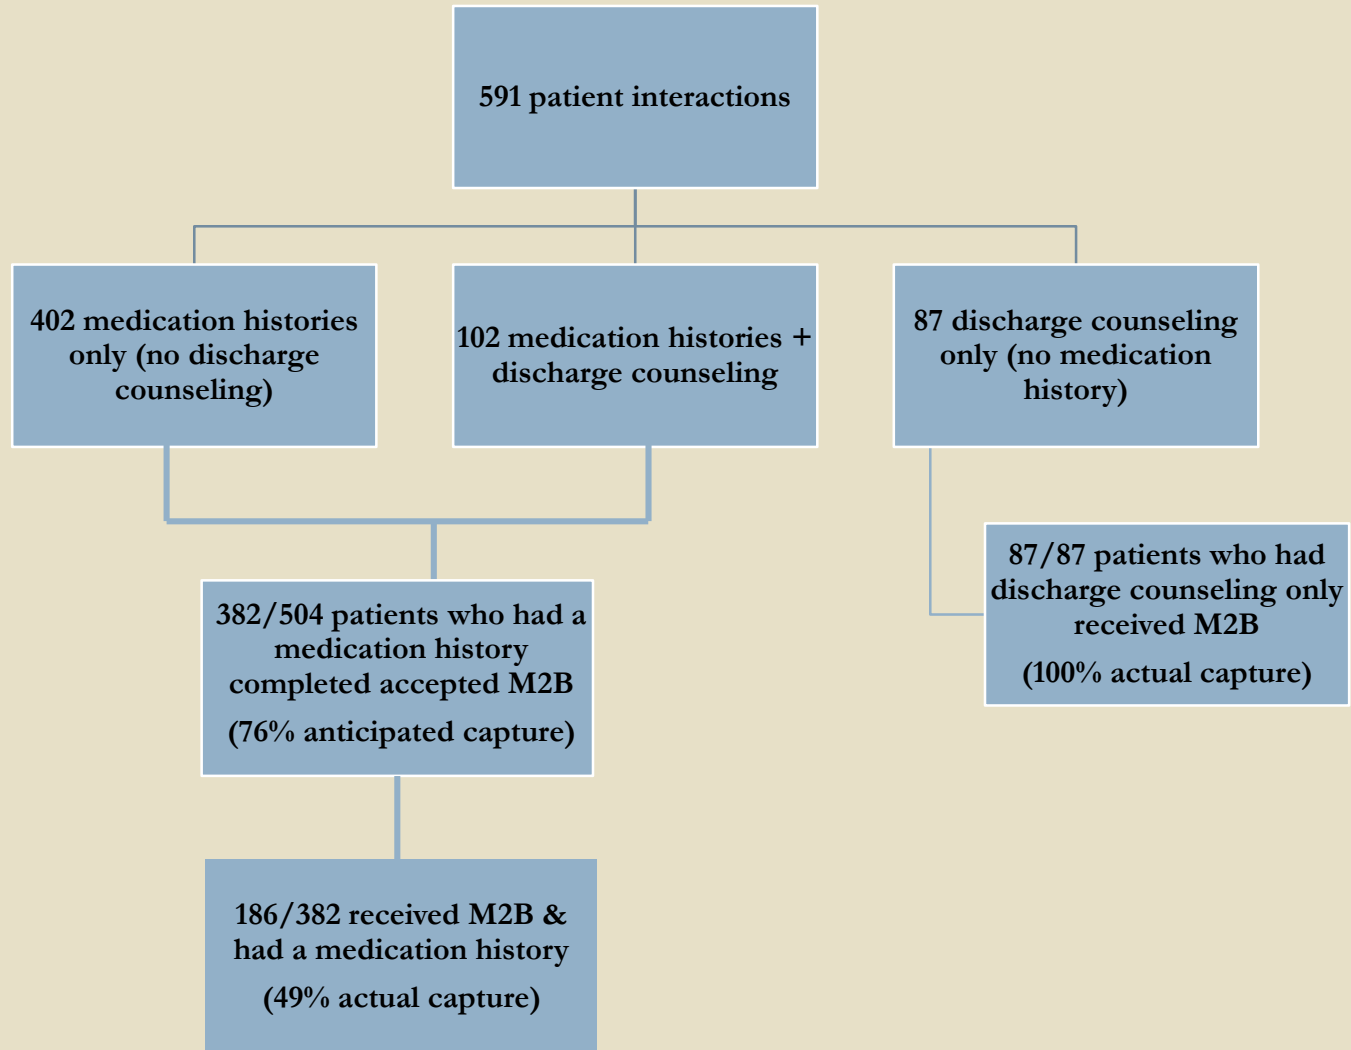 591 patient interactions
402 medication histories
only (no discharge
counseling)
102 medication histories +
discharge counseling
87 discharge counseling
only (no medication
history)
87/87 patients who had
discharge counseling only
received M2B
(100% actual capture)
382/504 patients who had a
medication history
completed accepted M2B
(76% anticipated capture)
186/382 received M2B &
had a medication history
(49% actual capture)